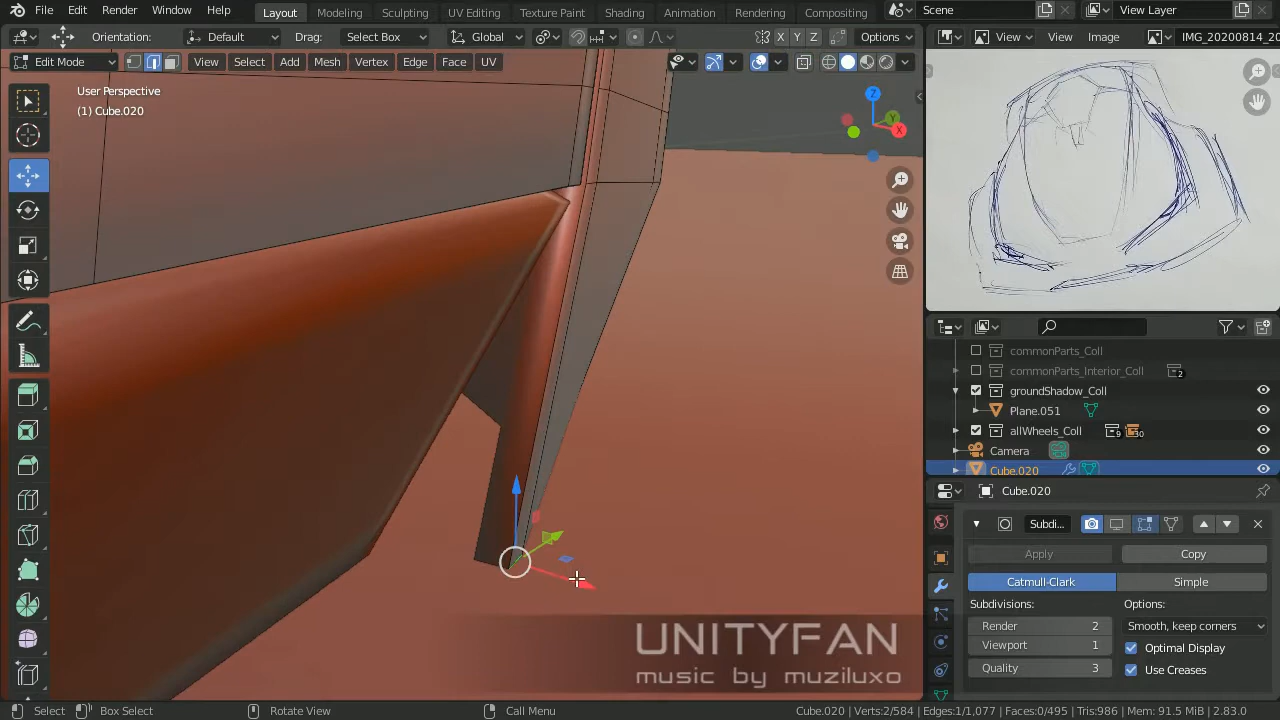 File Edit Render Window Help Layout Modeling Sculpting UV Editing Texture Paint Shading Animation Rendering Compositing Scene View Layer
Orientation: Default Drag: Select Box Global X Y Z Options View View Image IMG_20200814_20
Edit Mode View Select Add Mesh Vertex Edge Face UV
User Perspective
(1) Cube.020
Z
Y
X
commonParts_Coll
commonParts_Interior_Coll 2
groundShadow_Coll
Plane.051
allWheels_Coll 9 30
Camera
Cube.020
Cube.020
Subdi...
Apply Copy
Catmull-Clark Simple
Subdivisions: Options:
Render 2 Smooth, keep corners
Viewport 1 Optimal Display
Quality 3 Use Creases
UNITYFAN
music by muziluxo
Select Box Select Rotate View Call Menu Cube.020 | Verts:2/584 | Edges:1/1,077 | Faces:0/495 | Tris:986 | Mem: 91.5 MiB | 2.83.0